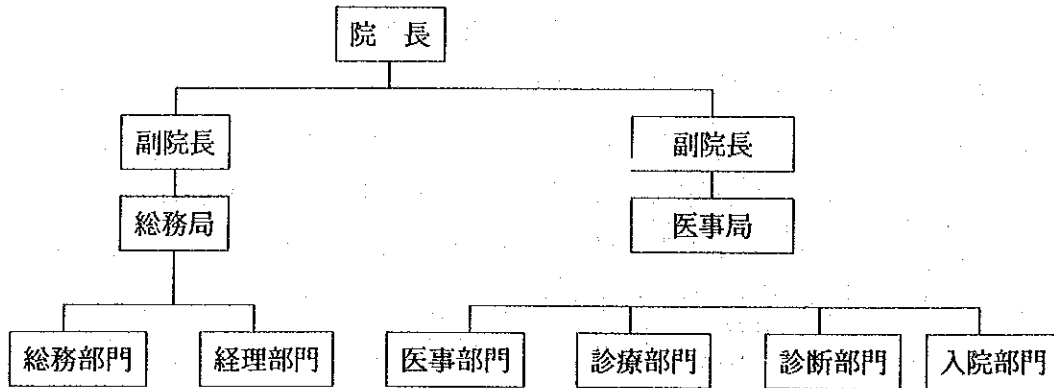 院 長
副院長
副院長
総務局
医事局
総務部門
経理部門
医事部門
診療部門
診断部門
入院部門